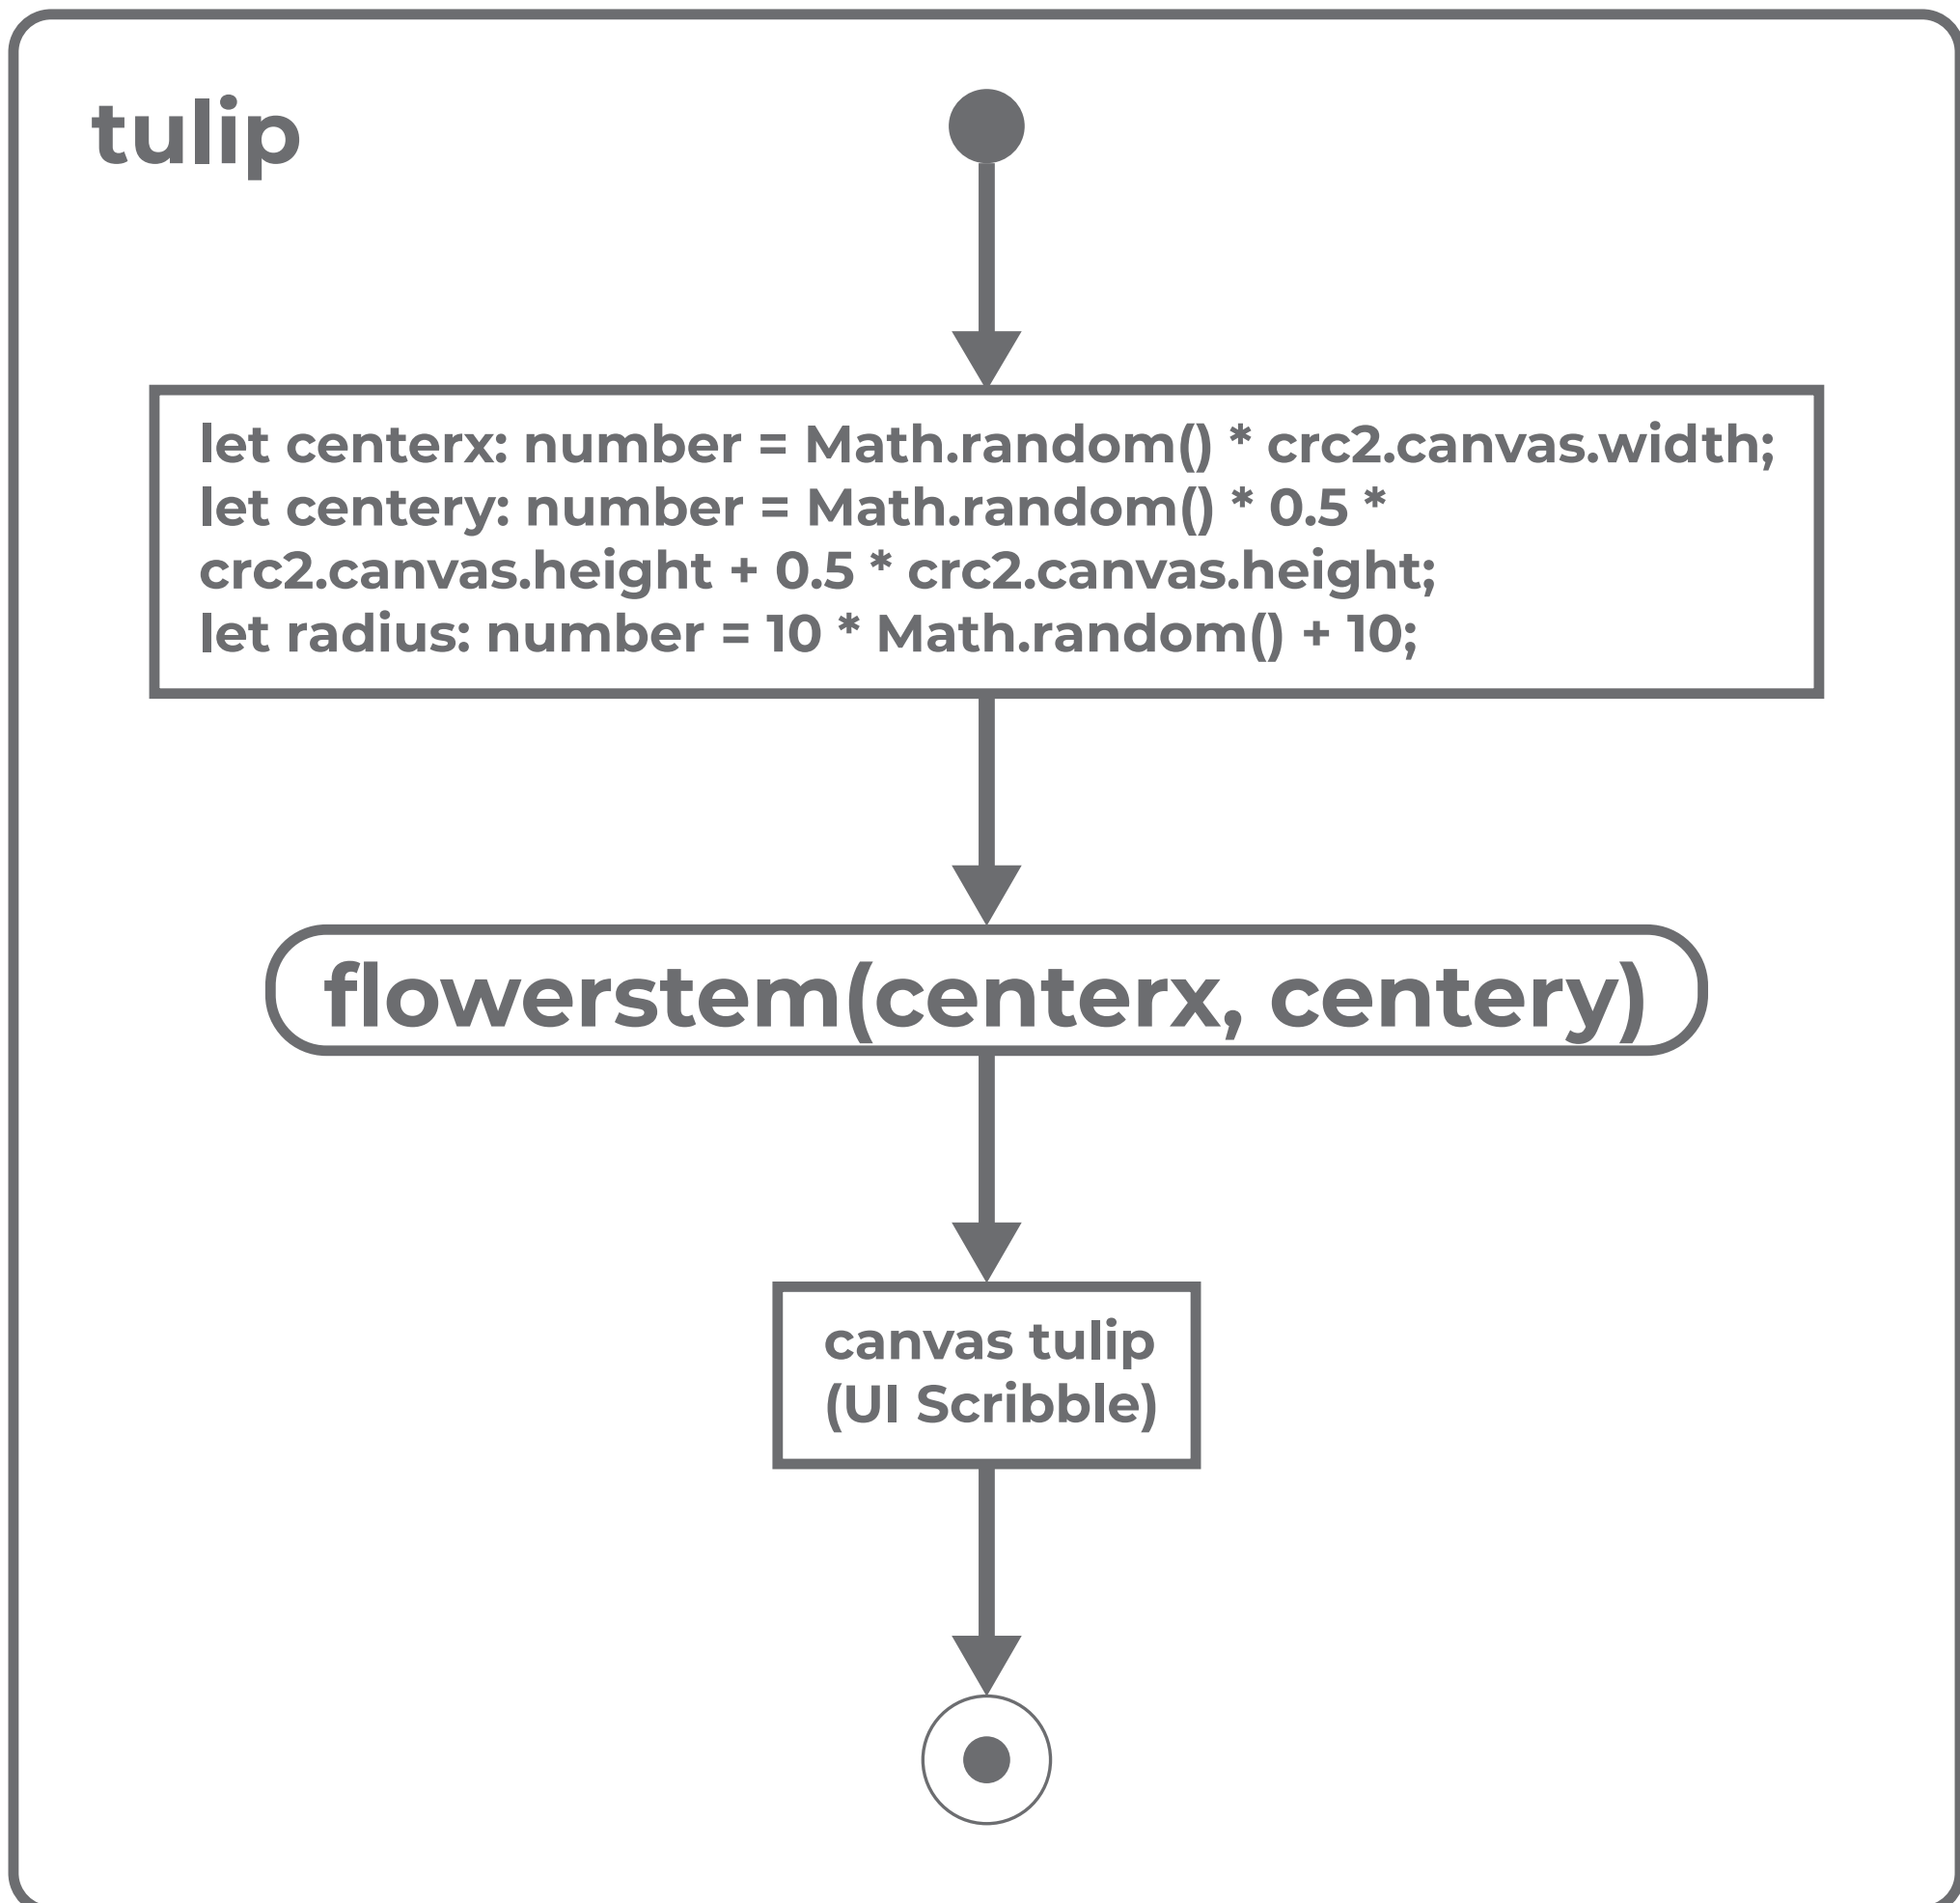 tulip
let centerx: number = Math.random() * crc2.canvas.width;
let centery: number = Math.random() * 0.5 *
crc2.canvas.height + 0.5 * crc2.canvas.height;
let radius: number = 10 * Math.random() + 10;
flowerstem (centerx, centery)
canvas tulip
(UI Scribble)